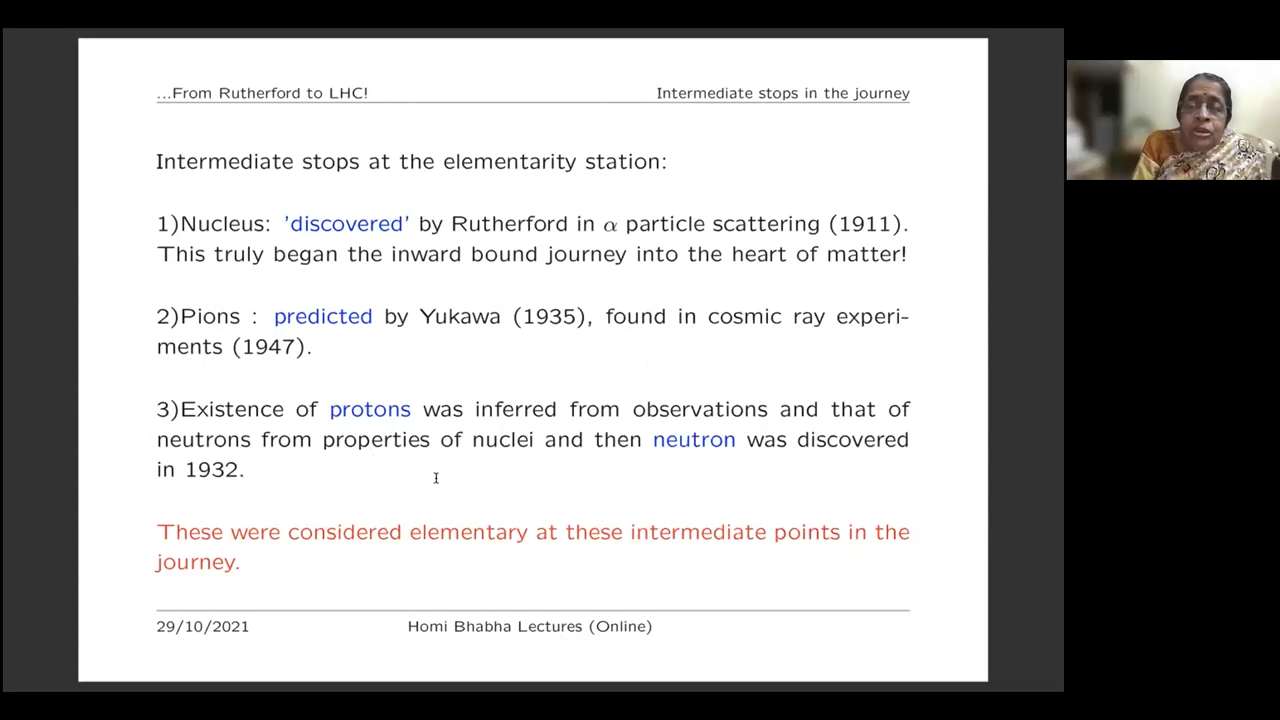 ...From Rutherford to LHC! Intermediate stops in the journey
Intermediate stops at the elementarity station:
1)Nucleus: 'discovered' by Rutherford in α particle scattering (1911).
This truly began the inward bound journey into the heart of matter!
2)Pions : predicted by Yukawa (1935), found in cosmic ray experi-
ments (1947).
3)Existence of protons was inferred from observations and that of
neutrons from properties of nuclei and then neutron was discovered
in 1932.
These were considered elementary at these intermediate points in the
journey.
29/10/2021 Homi Bhabha Lectures (Online)